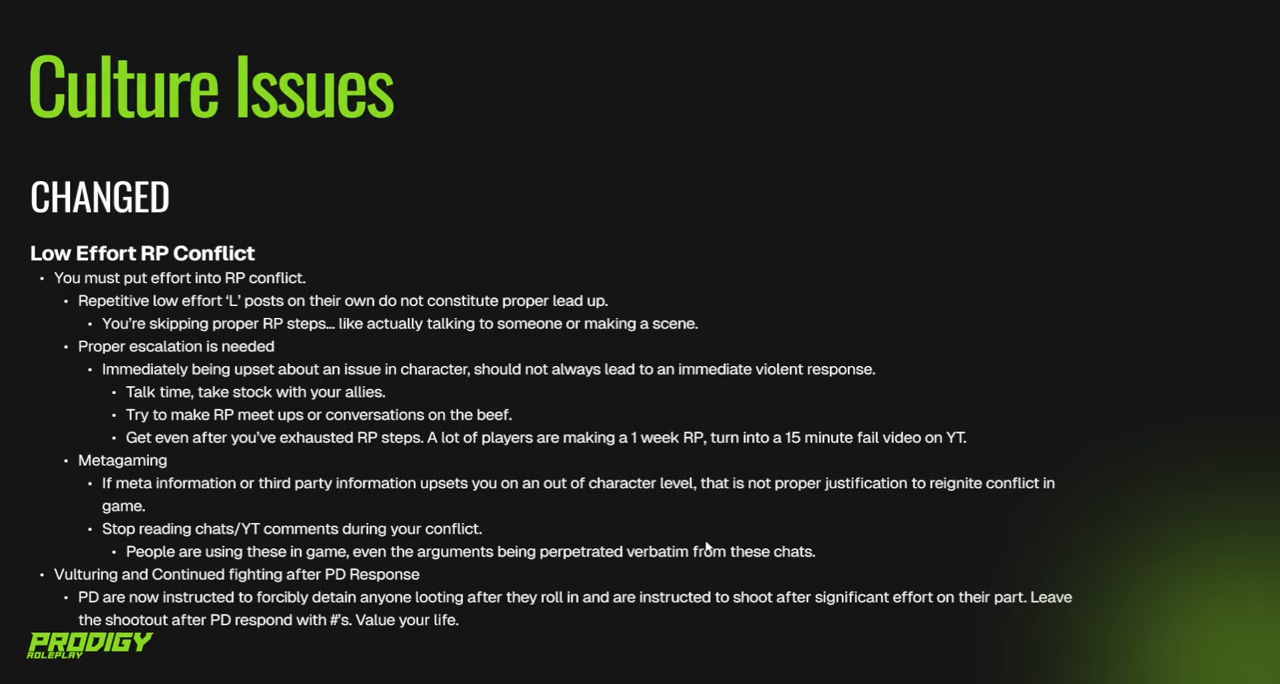 Culture Issues
CHANGED
Low Effort RP Conflict
• You must put effort into RP conflict.
• Repetitive low effort ‘L’ posts on their own do not constitute proper lead up.
• You’re skipping proper RP steps... like actually talking to someone or making a scene.
• Proper escalation is needed
• Immediately being upset about an issue in character, should not always lead to an immediate violent response.
• Talk time, take stock with your allies.
• Try to make RP meet ups or conversations on the beef.
• Get even after you’ve exhausted RP steps. A lot of players are making a 1 week RP, turn into a 15 minute fail video on YT.
• Metagaming
• If meta information or third party information upsets you on an out of character level, that is not proper justification to reignite conflict in
game.
• Stop reading chats/YT comments during your conflict.
• People are using these in game, even the arguments being perpetrated verbatim from these chats.
• Vulturing and Continued fighting after PD Response
• PD are now instructed to forcibly detain anyone looting after they roll in and are instructed to shoot after significant effort on their part. Leave
the shootout after PD respond with #’s. Value your life.
PRODIGY
ROLEPLAY